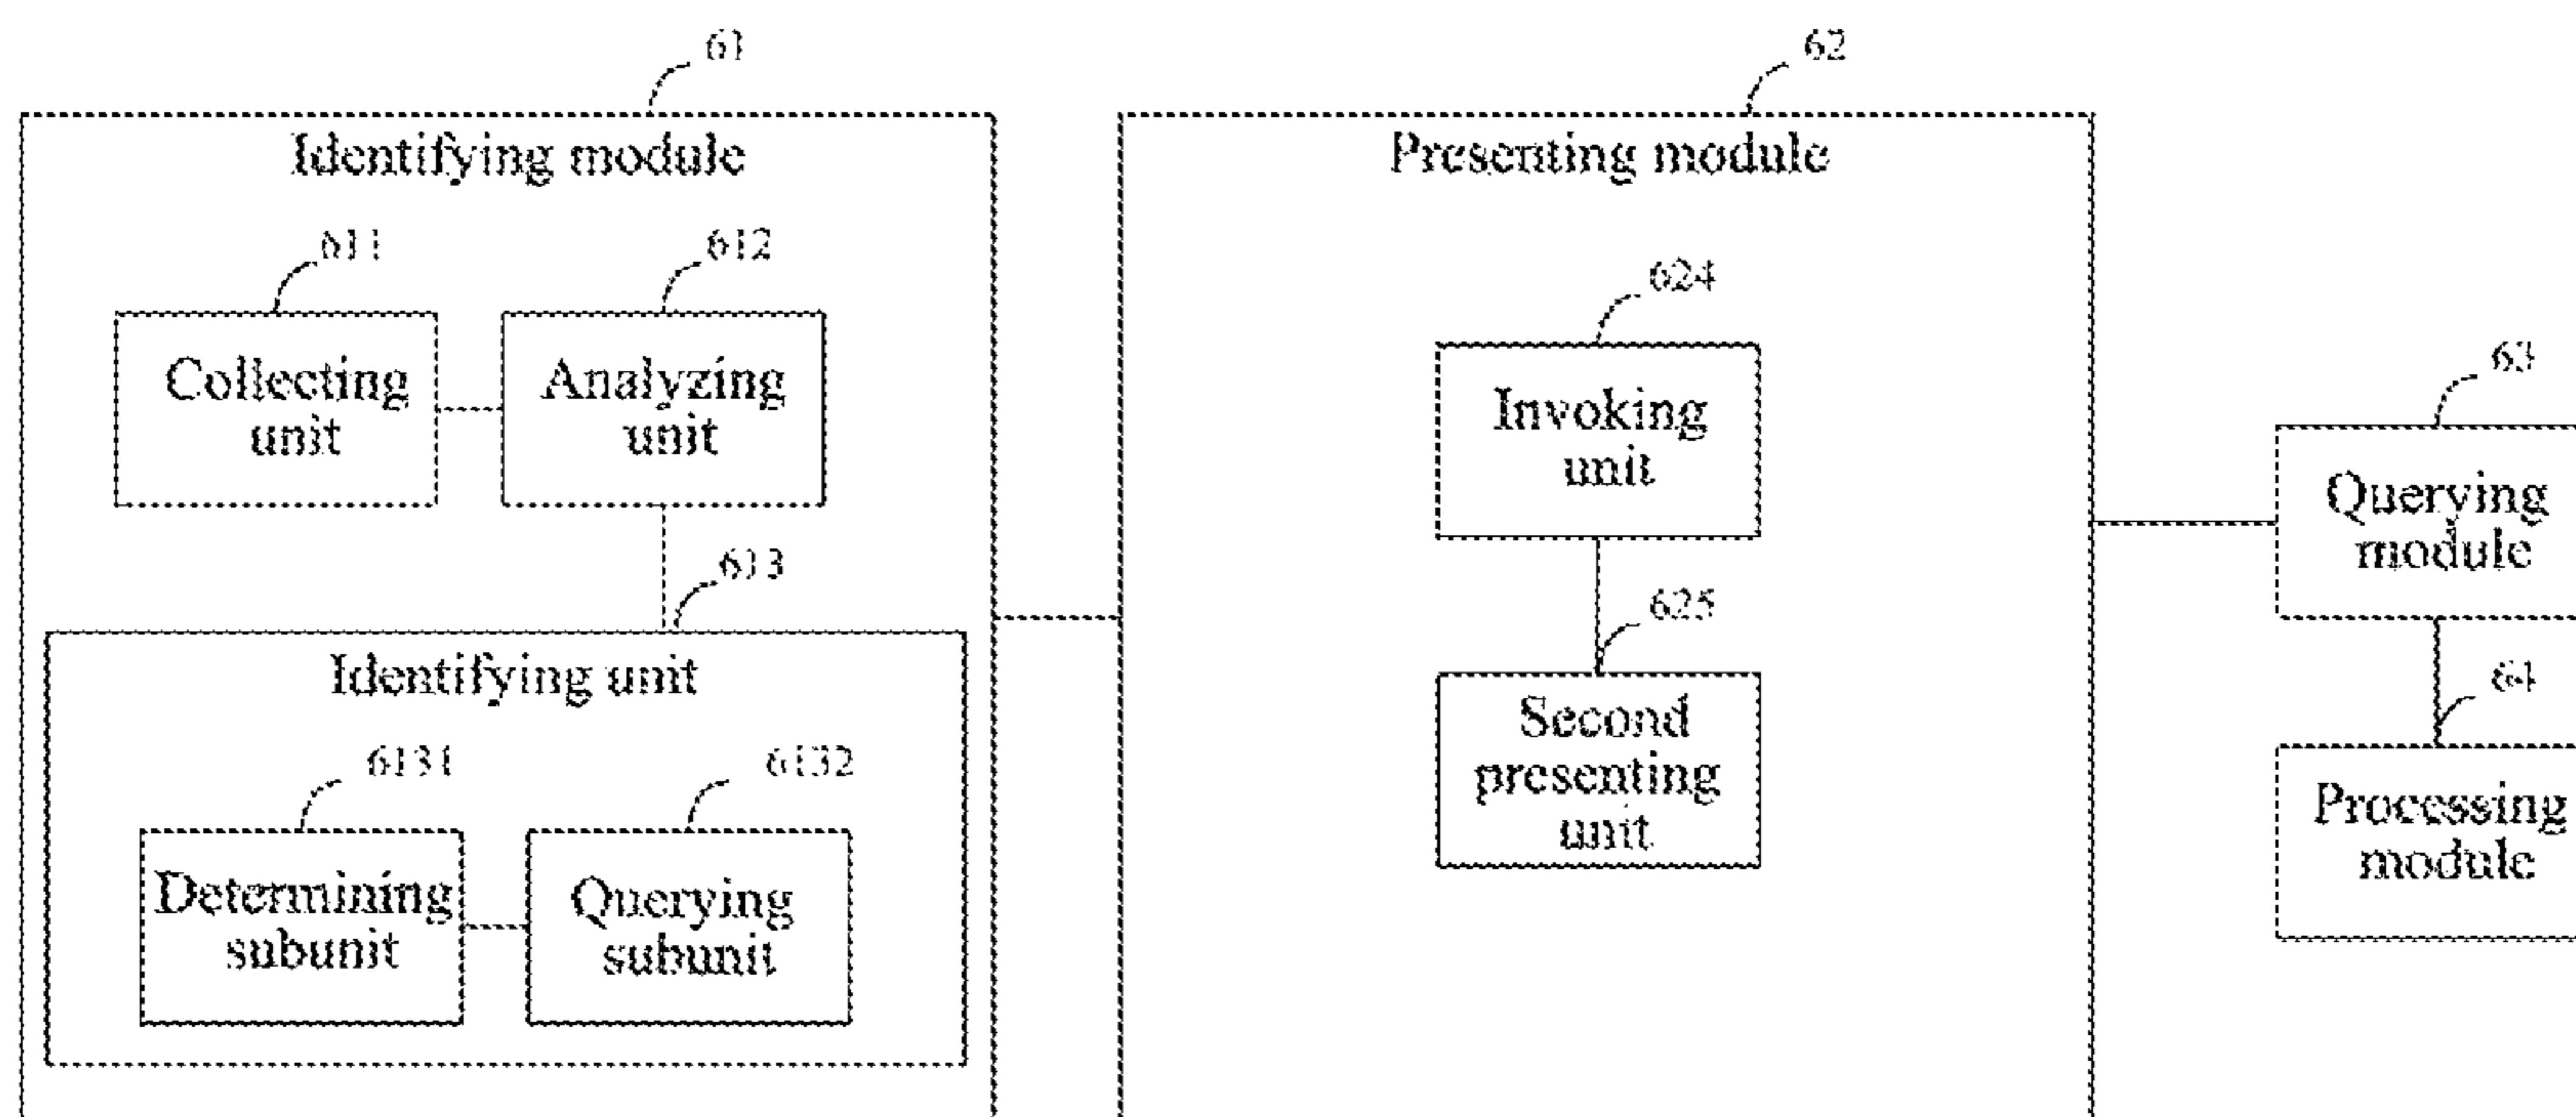 61
Identifying module
611
612
Collecting
unit
Analyzing
unit
613
Identifying unit
6131
6132
Determining
subunit
Querying
subunit
62
Presenting module
624
Invoking
unit
625
Second
presenting
unit
63
Querying
module
64
Processing
module